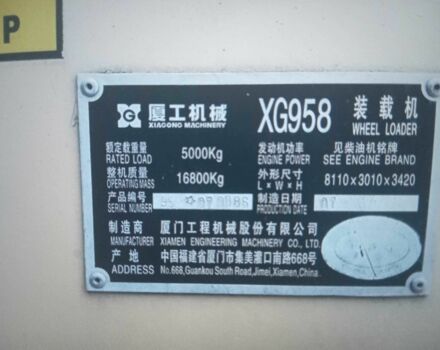 P
厦工机械
XIAGONG MACHINERY
XG958
装载机
WHEEL LOADER
额定载重量
RATED LOAD
5000Kg
发动机功率
ENGINE POWER
见柴油机铭牌
SEE ENGINE BRAND
整机质量
OPERATING MASS
16800Kg
外形尺寸
L×W×H
8110×3010×3420
产品编号
SERIAL NUMBER
日期
制造商
MANUFACTURER
厦门工程机械股份有限公司
XIAMEN ENGINEERING MACHINERY CO., LTD.
产地
ADDRESS
中国福建省厦门市集美灌口南路668号
No.668,Guankou South Road,Jimei,Xiamen,China.